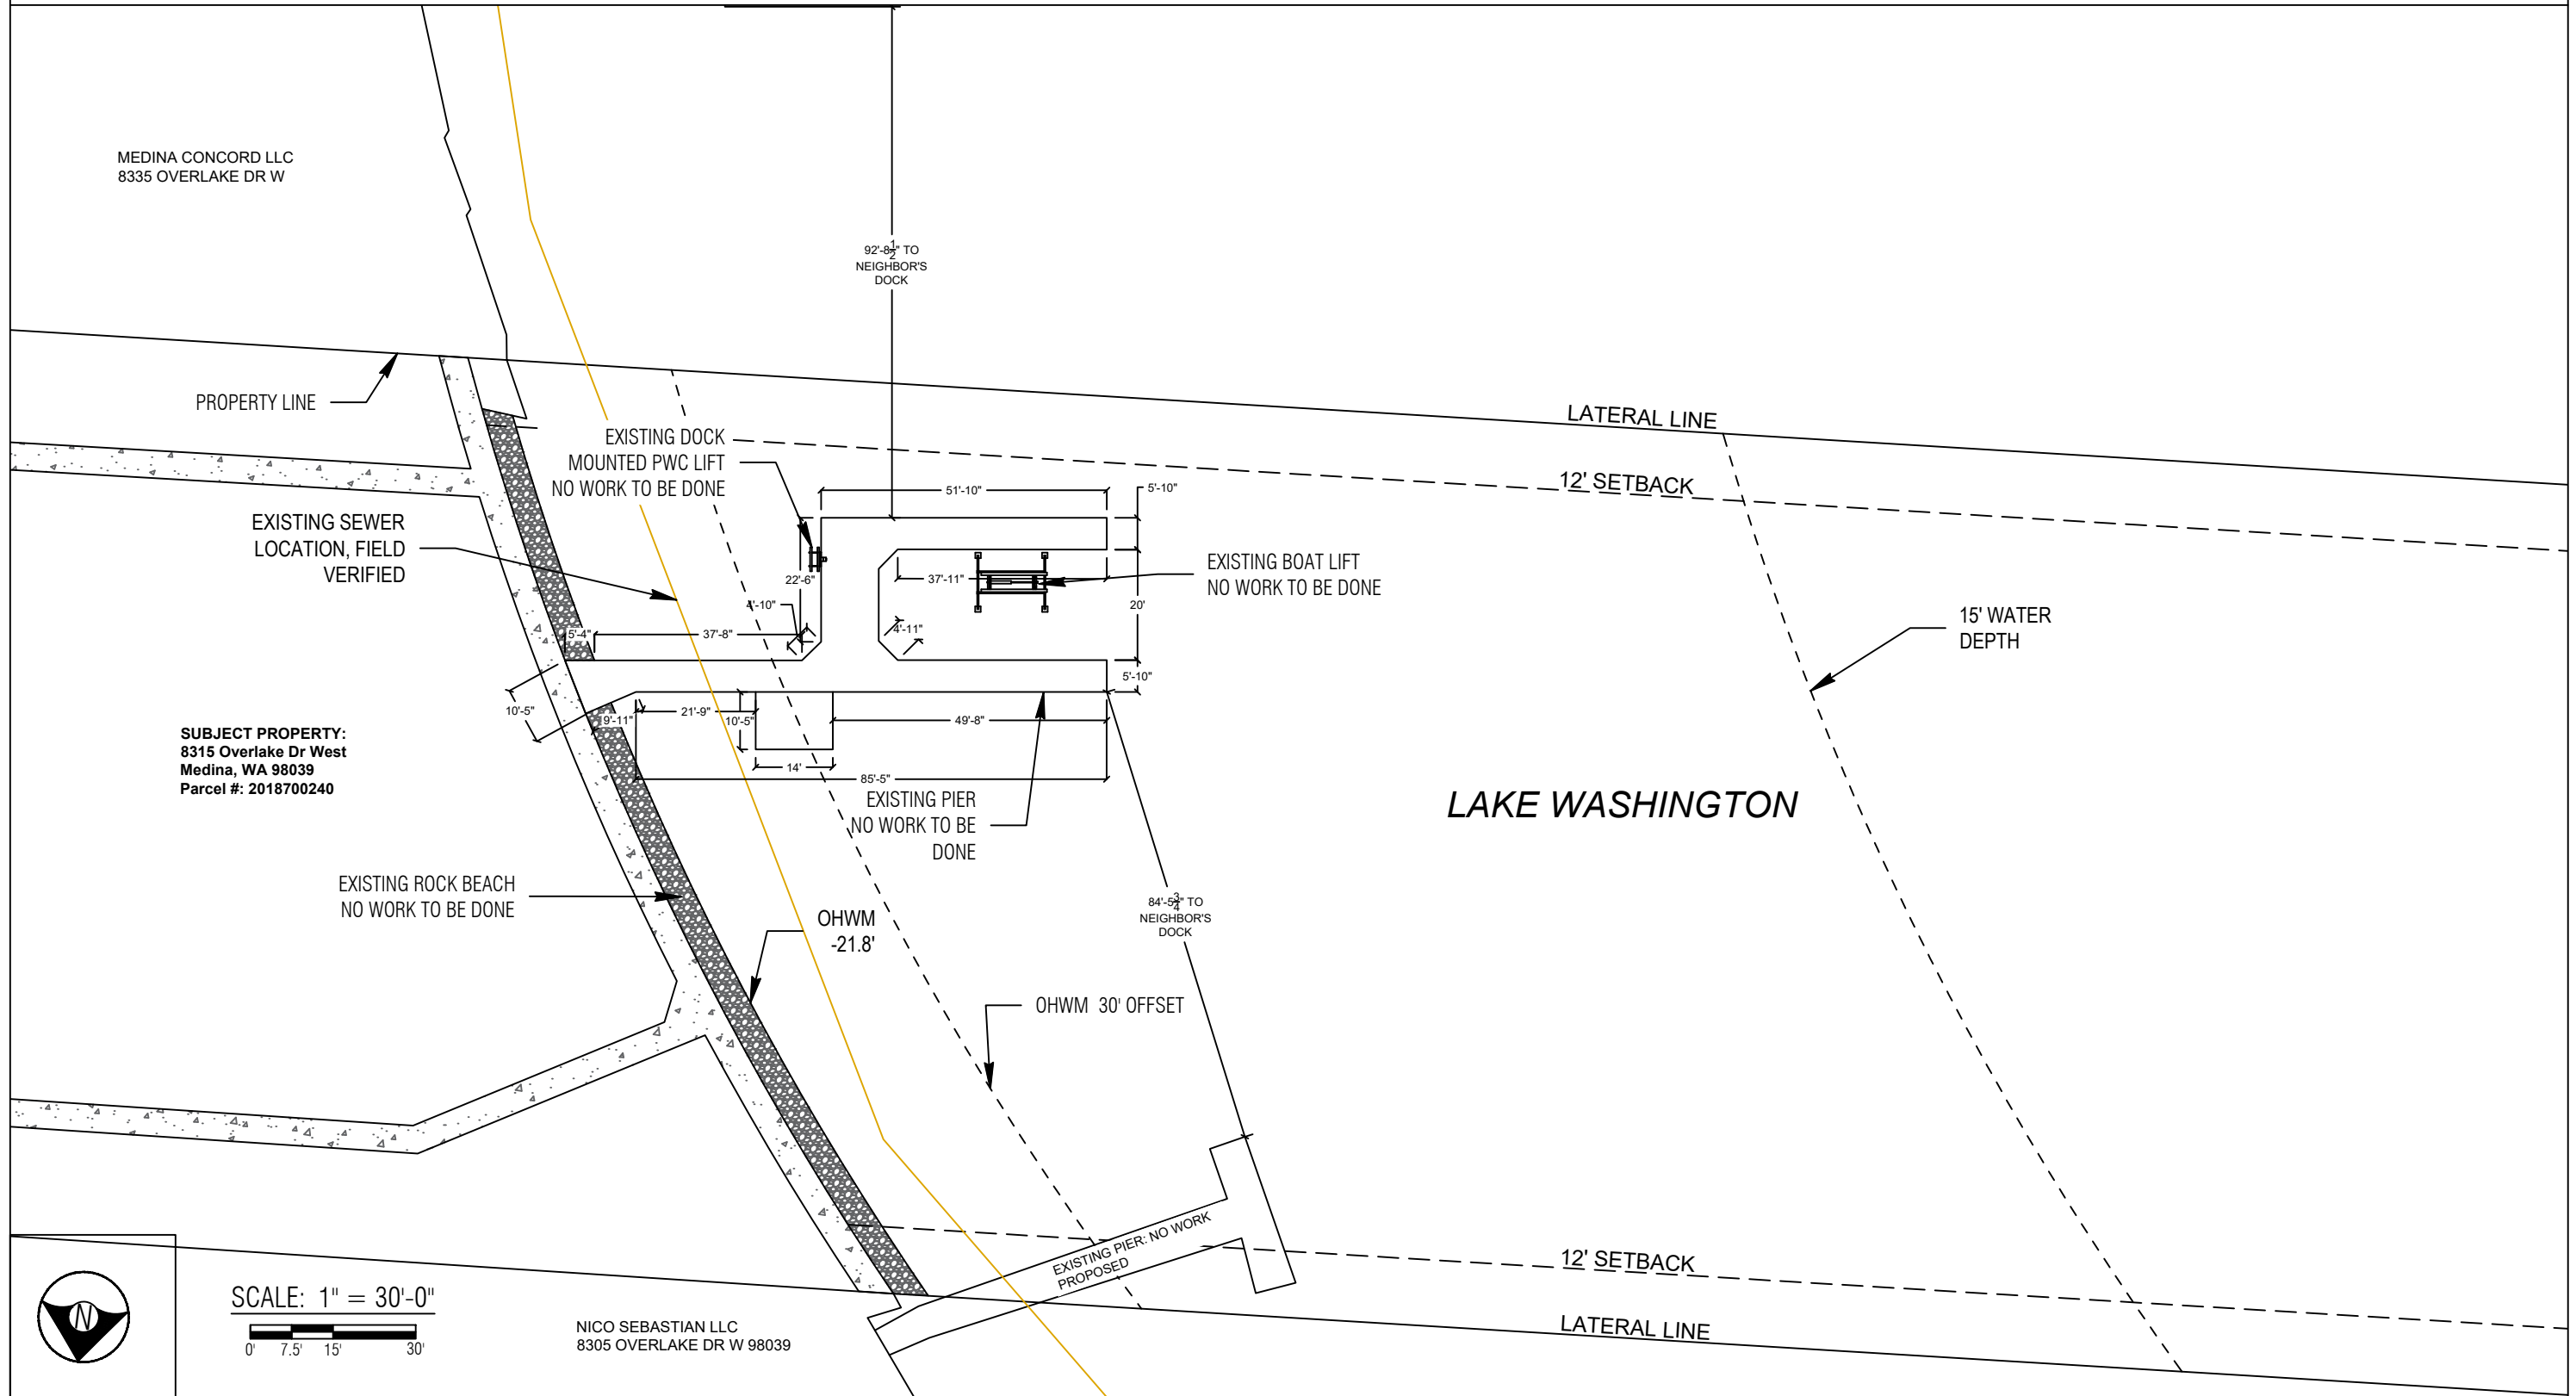 MEDINA CONCORD LLC
8335 OVERLAKE DR W
92'-8 1/2" TO
NEIGHBOR'S
DOCK
PROPERTY LINE
LATERAL LINE
12' SETBACK
EXISTING DOCK
MOUNTED PWC LIFT
NO WORK TO BE DONE
EXISTING SEWER
LOCATION, FIELD
VERIFIED
51'-10"
5'-10"
22'-6"
37'-11"
EXISTING BOAT LIFT
NO WORK TO BE DONE
20'
4'-10"
4'-11"
5'-4"
37'-8"
15' WATER
DEPTH
5'-10"
10'-5"
19'-11"
21'-9"
10'-5"
49'-8"
14'
85'-5"
SUBJECT PROPERTY:
8315 Overlake Dr West
Medina, WA 98039
Parcel #: 2018700240
EXISTING PIER
NO WORK TO BE
DONE
LAKE WASHINGTON
EXISTING ROCK BEACH
NO WORK TO BE DONE
OHWM
-21.8'
84'-5 3/4" TO
NEIGHBOR'S
DOCK
OHWM 30' OFFSET
EXISTING PIER: NO WORK
PROPOSED
12' SETBACK
LATERAL LINE
N
SCALE: 1" = 30'-0"
0' 7.5' 15' 30'
NICO SEBASTIAN LLC
8305 OVERLAKE DR W 98039